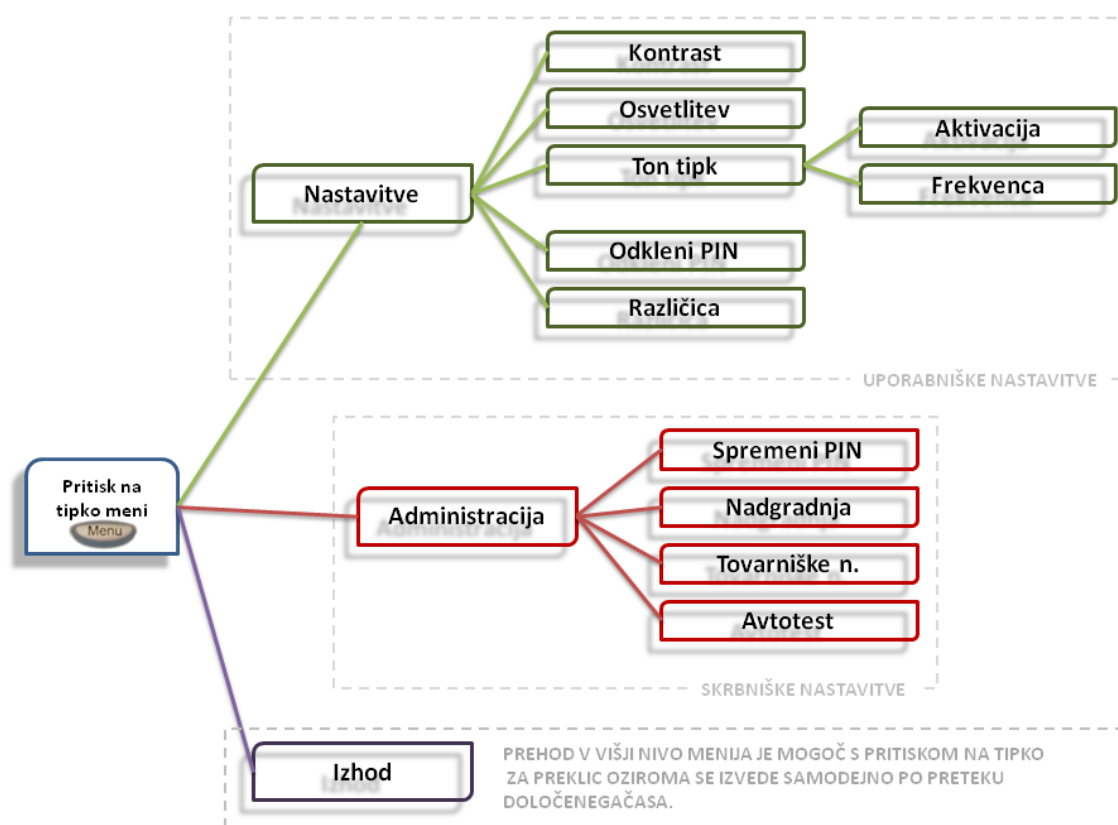 Kontrast
Osvetlitev
Ton tipk
Aktivacija
Frekvenca
Nastavitve
Odkleni PIN
Različica
UPORABNIŠKE NASTAVITVE
Pritisk na
tipko meni
Menu
Administracija
Spremeni PIN
Nadgradnja
Tovarniške n.
Avtotest
SKRBNIŠKE NASTAVITVE
Izhod
PREHOD V VIŠJI NIVO MENIJA JE MOGOČ S PRITISKOM NA TIPKO
ZA PREKLIC OZIROMA SE IZVEDE SAMODEJNO PO PRETEKU
DOLOČENEGAČASA.